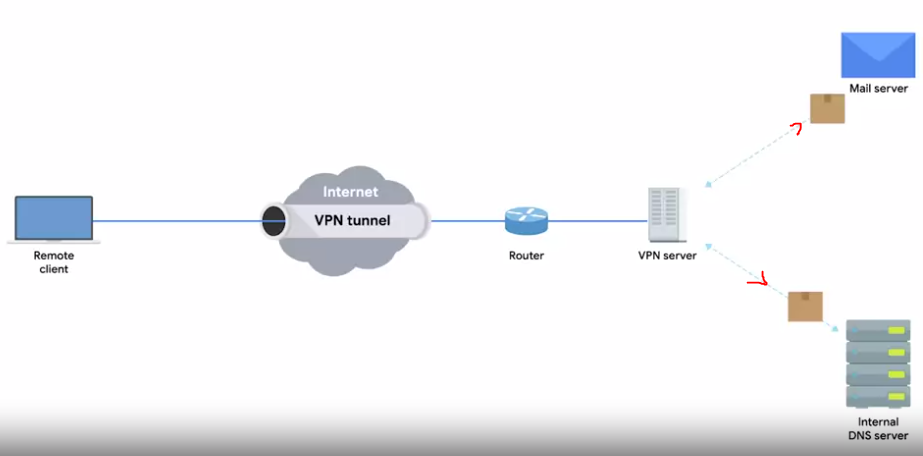 Mail server
Internet
VPN tunnel
Remote
client
Router
VPN server
Internal
DNS server